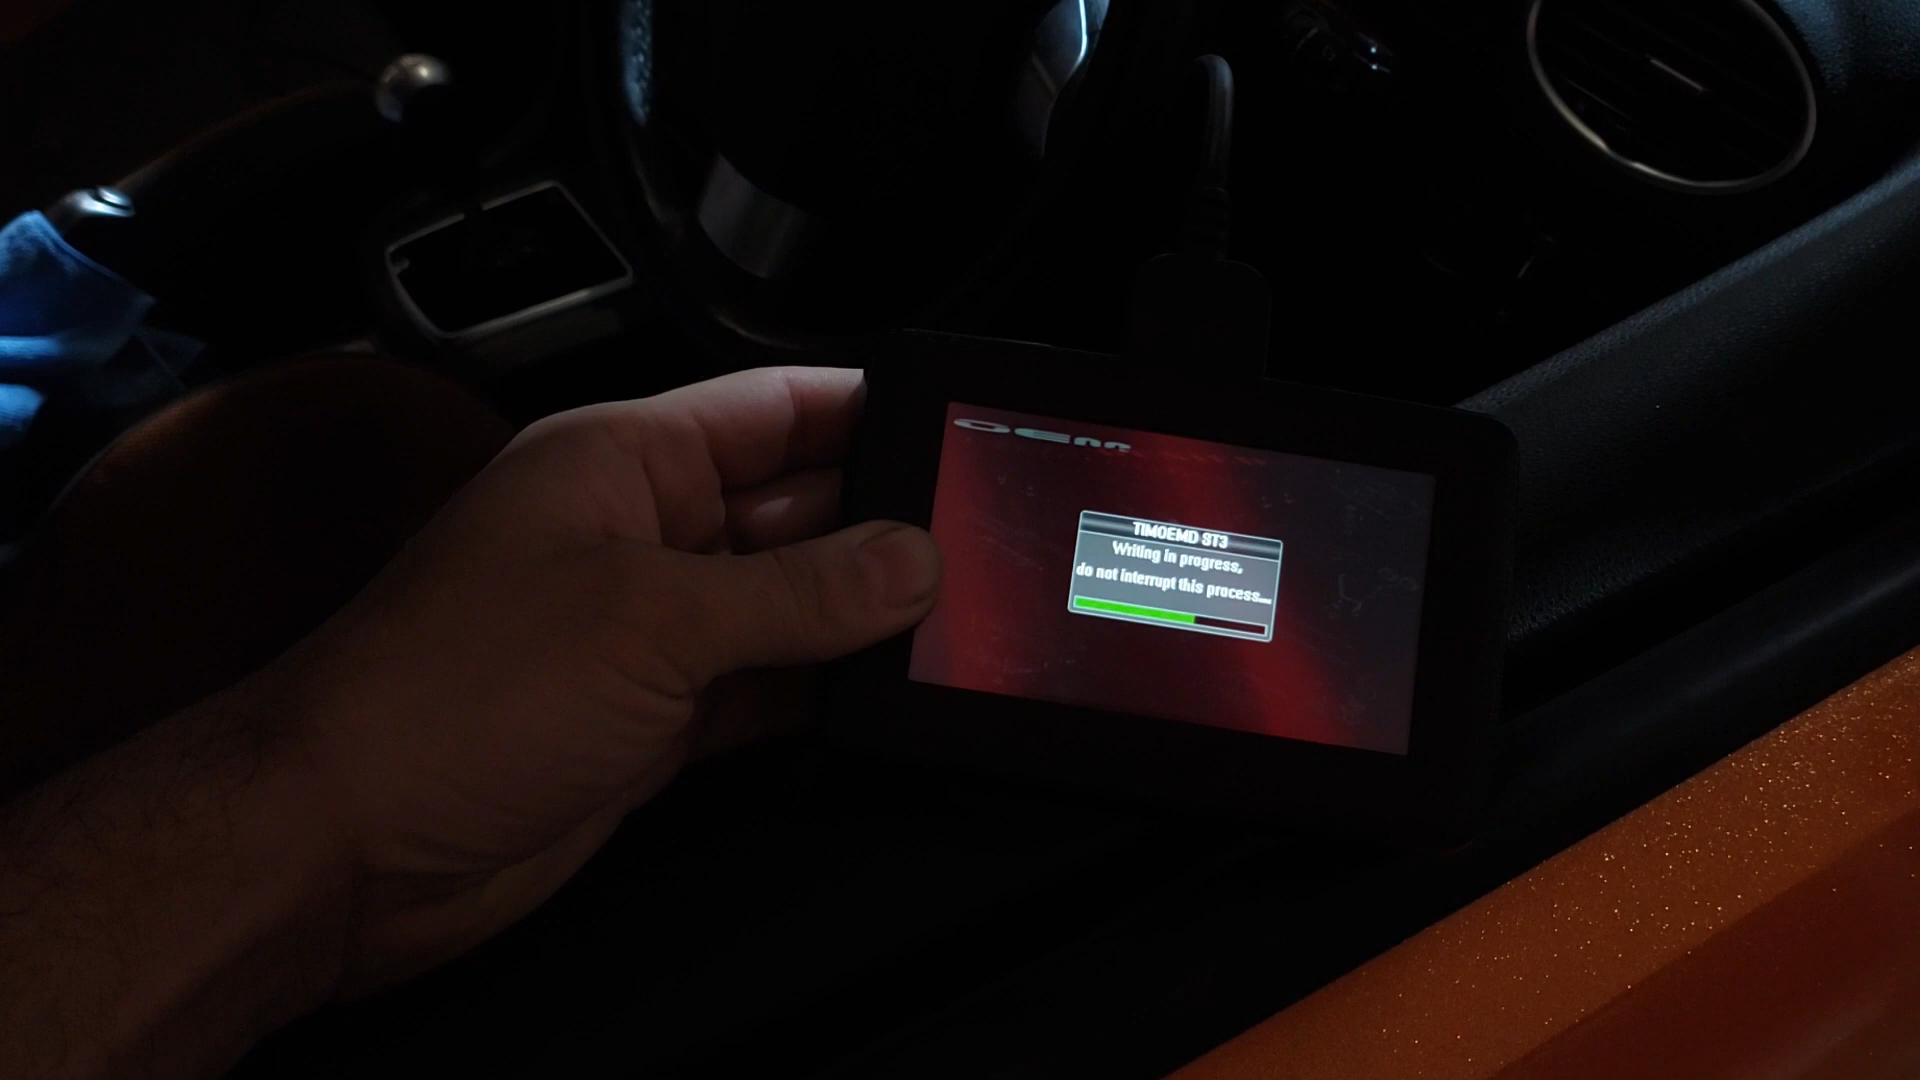 TIMOEMD ST3
Writing in progress,
do not interrupt this process...